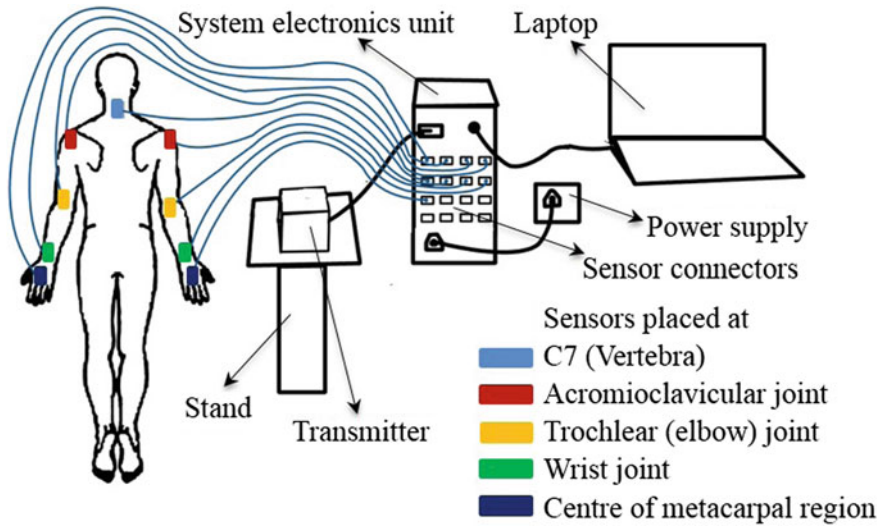 System electronics unit
Laptop
Power supply
Sensor connectors
Stand
Transmitter
Sensors placed at
C7 (Vertebra)
Acromioclavicular joint
Trochlear (elbow) joint
Wrist joint
Centre of metacarpal region